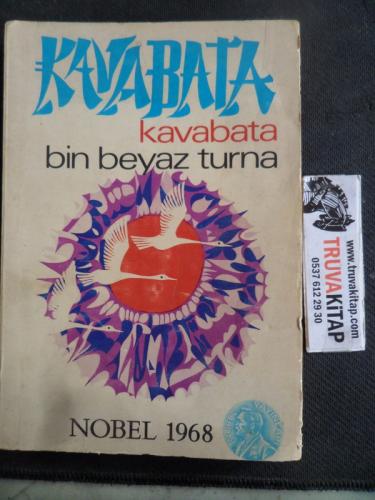 KAVABATA
kavabata
bin beyaz turna
NOBEL 1968
www.truvakitap.com
TRUVAKITAP
0537 612 29 30